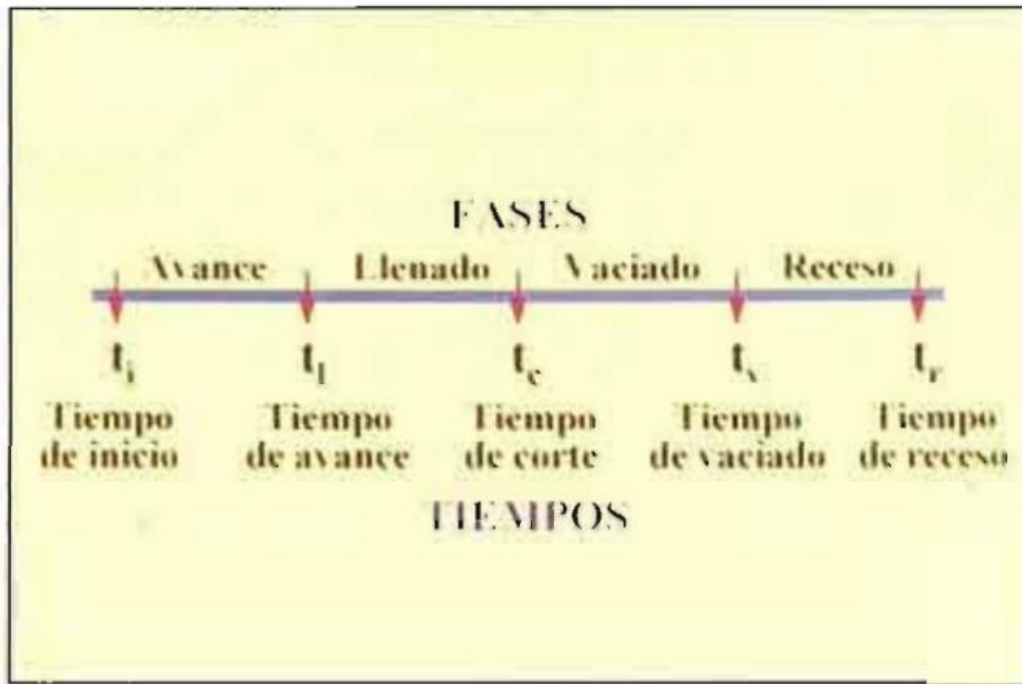 FASES
Avance Llenado Vaciado Receso
t_i t_l t_c t_v t_r
Tiempo de inicio Tiempo de avance Tiempo de corte Tiempo de vaciado Tiempo de receso
TIEMPOS